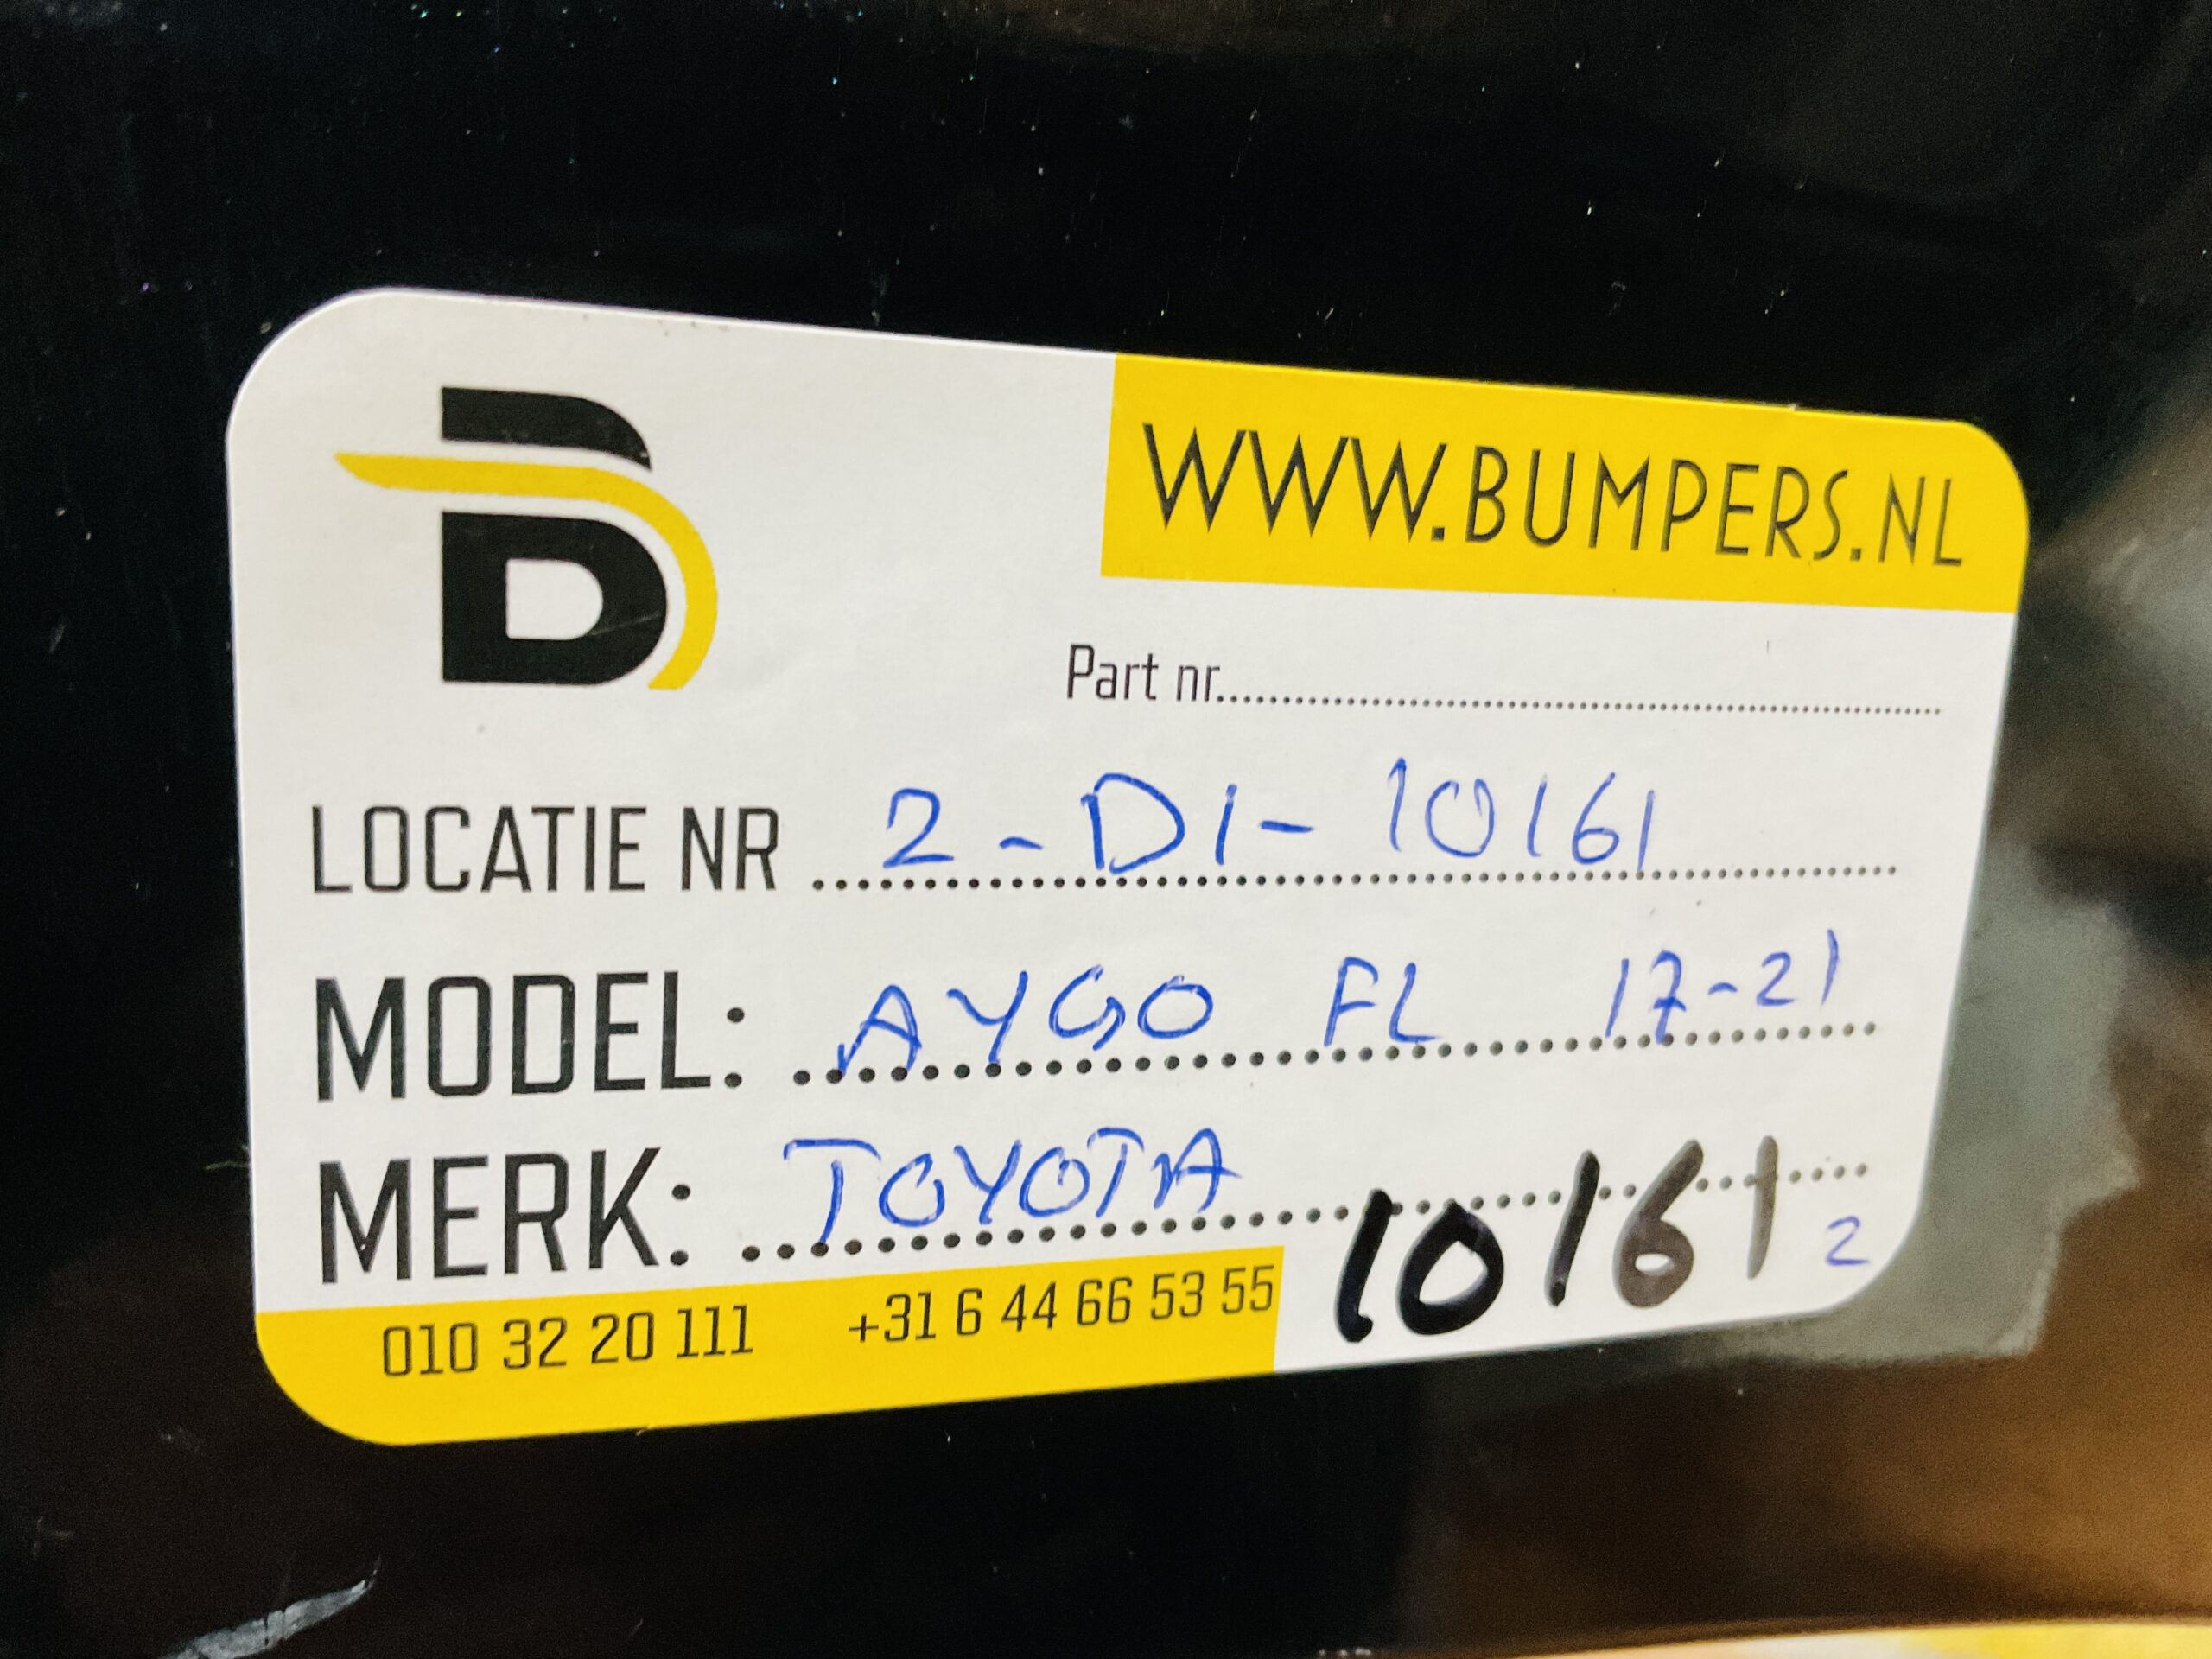 B
WWW.BUMPERS.NL
Part nr..............................
LOCATIE NR 2-D1-10161
MODEL: AYGO FL 17-21
MERK: TOYOTA
10161 2
010 32 20 111 +31 6 44 66 53 55